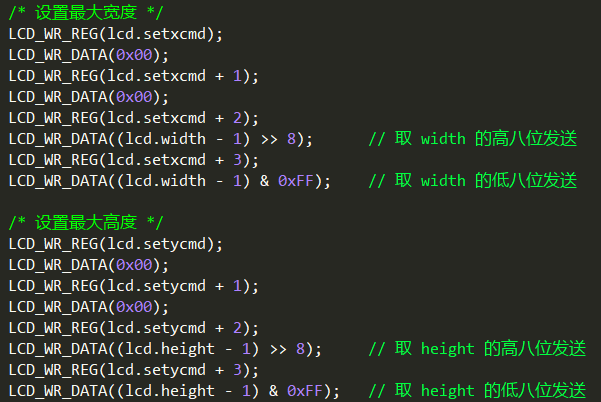 /* 设置最大宽度 */
LCD_WR_REG(lcd.setxcmd);
LCD_WR_DATA(0x00);
LCD_WR_REG(lcd.setxcmd + 1);
LCD_WR_DATA(0x00);
LCD_WR_REG(lcd.setxcmd + 2);
LCD_WR_DATA((lcd.width - 1) >> 8);      // 取 width 的高八位发送
LCD_WR_REG(lcd.setxcmd + 3);
LCD_WR_DATA((lcd.width - 1) & 0xFF);    // 取 width 的低八位发送

/* 设置最大高度 */
LCD_WR_REG(lcd.setycmd);
LCD_WR_DATA(0x00);
LCD_WR_REG(lcd.setycmd + 1);
LCD_WR_DATA(0x00);
LCD_WR_REG(lcd.setycmd + 2);
LCD_WR_DATA((lcd.height - 1) >> 8);     // 取 height 的高八位发送
LCD_WR_REG(lcd.setycmd + 3);
LCD_WR_DATA((lcd.height - 1) & 0xFF);   // 取 height 的低八位发送